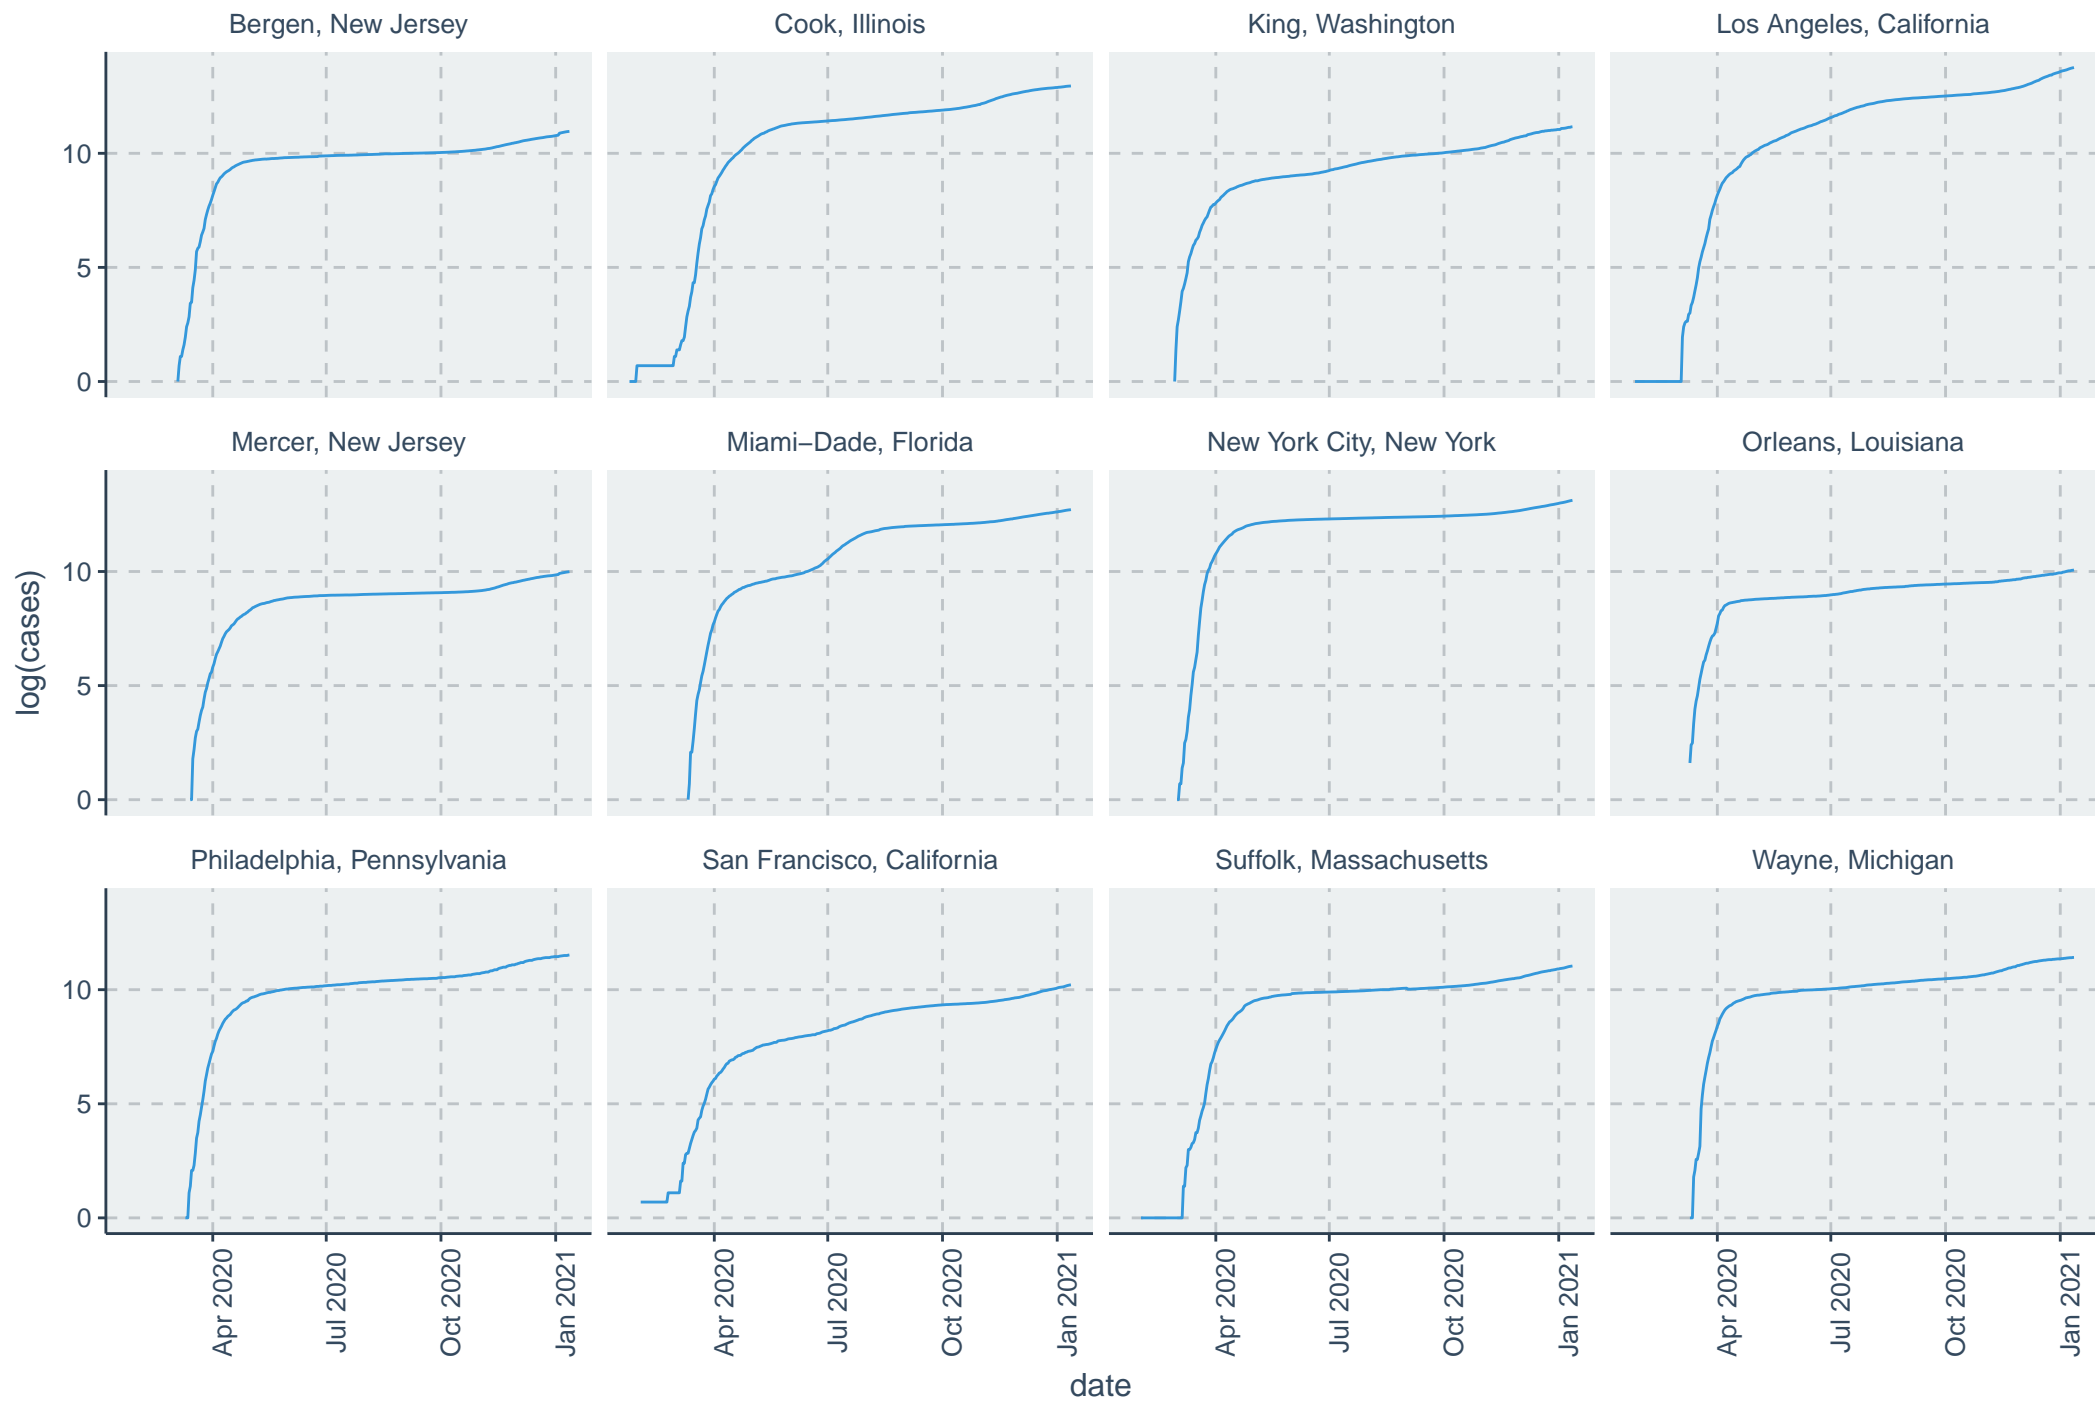 Bergen, New Jersey
Cook, Illinois
King, Washington
Los Angeles, California
10
5
0
Mercer, New Jersey
Miami−Dade, Florida
New York City, New York
Orleans, Louisiana
10
5
0
log(cases)
Philadelphia, Pennsylvania
San Francisco, California
Suffolk, Massachusetts
Wayne, Michigan
10
5
0
Apr 2020
Jul 2020
Oct 2020
Jan 2021
Apr 2020
Jul 2020
Oct 2020
Jan 2021
Apr 2020
Jul 2020
Oct 2020
Jan 2021
Apr 2020
Jul 2020
Oct 2020
Jan 2021
date